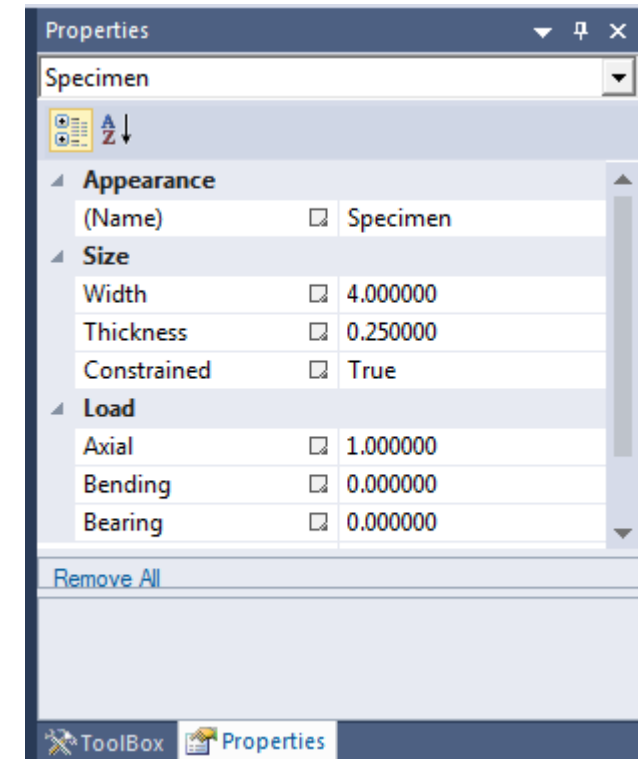 Properties
Specimen
A Z
Appearance
(Name) Specimen
Size
Width 4.000000
Thickness 0.250000
Constrained True
Load
Axial 1.000000
Bending 0.000000
Bearing 0.000000
Remove All
ToolBox Properties